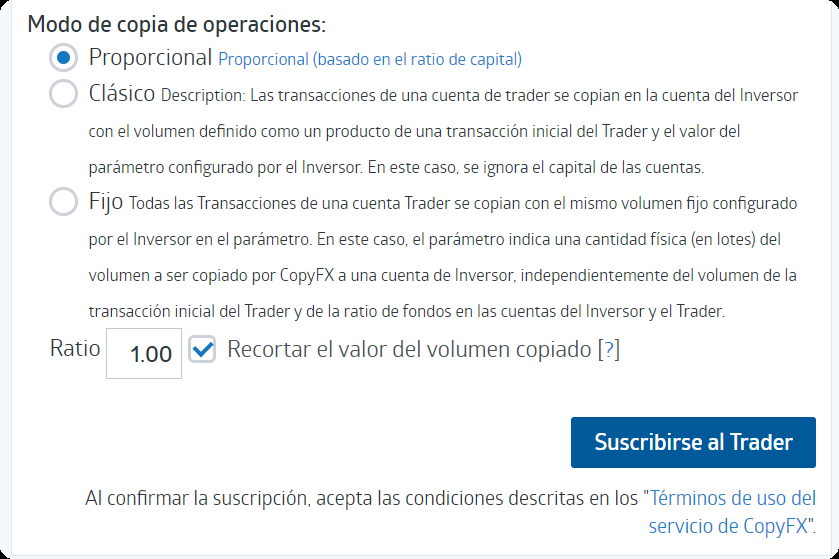 Modo de copia de operaciones:
Proporcional Proporcional (basado en el ratio de capital)
Clásico Description: Las transacciones de una cuenta de trader se copian en la cuenta del Inversor
con el volumen definido como un producto de una transacción inicial del Trader y el valor del
parámetro configurado por el Inversor. En este caso, se ignora el capital de las cuentas.
Fijo Todas las Transacciones de una cuenta Trader se copian con el mismo volumen fijo configurado
por el Inversor en el parámetro. En este caso, el parámetro indica una cantidad física (en lotes) del
volumen a ser copiado por CopyFX a una cuenta de Inversor, independientemente del volumen de la
transacción inicial del Trader y de la ratio de fondos en las cuentas del Inversor y el Trader.
Ratio 1.00 Recortar el valor del volumen copiado [?]
Suscribirse al Trader
Al confirmar la suscripción, acepta las condiciones descritas en los "Términos de uso del
servicio de CopyFX".